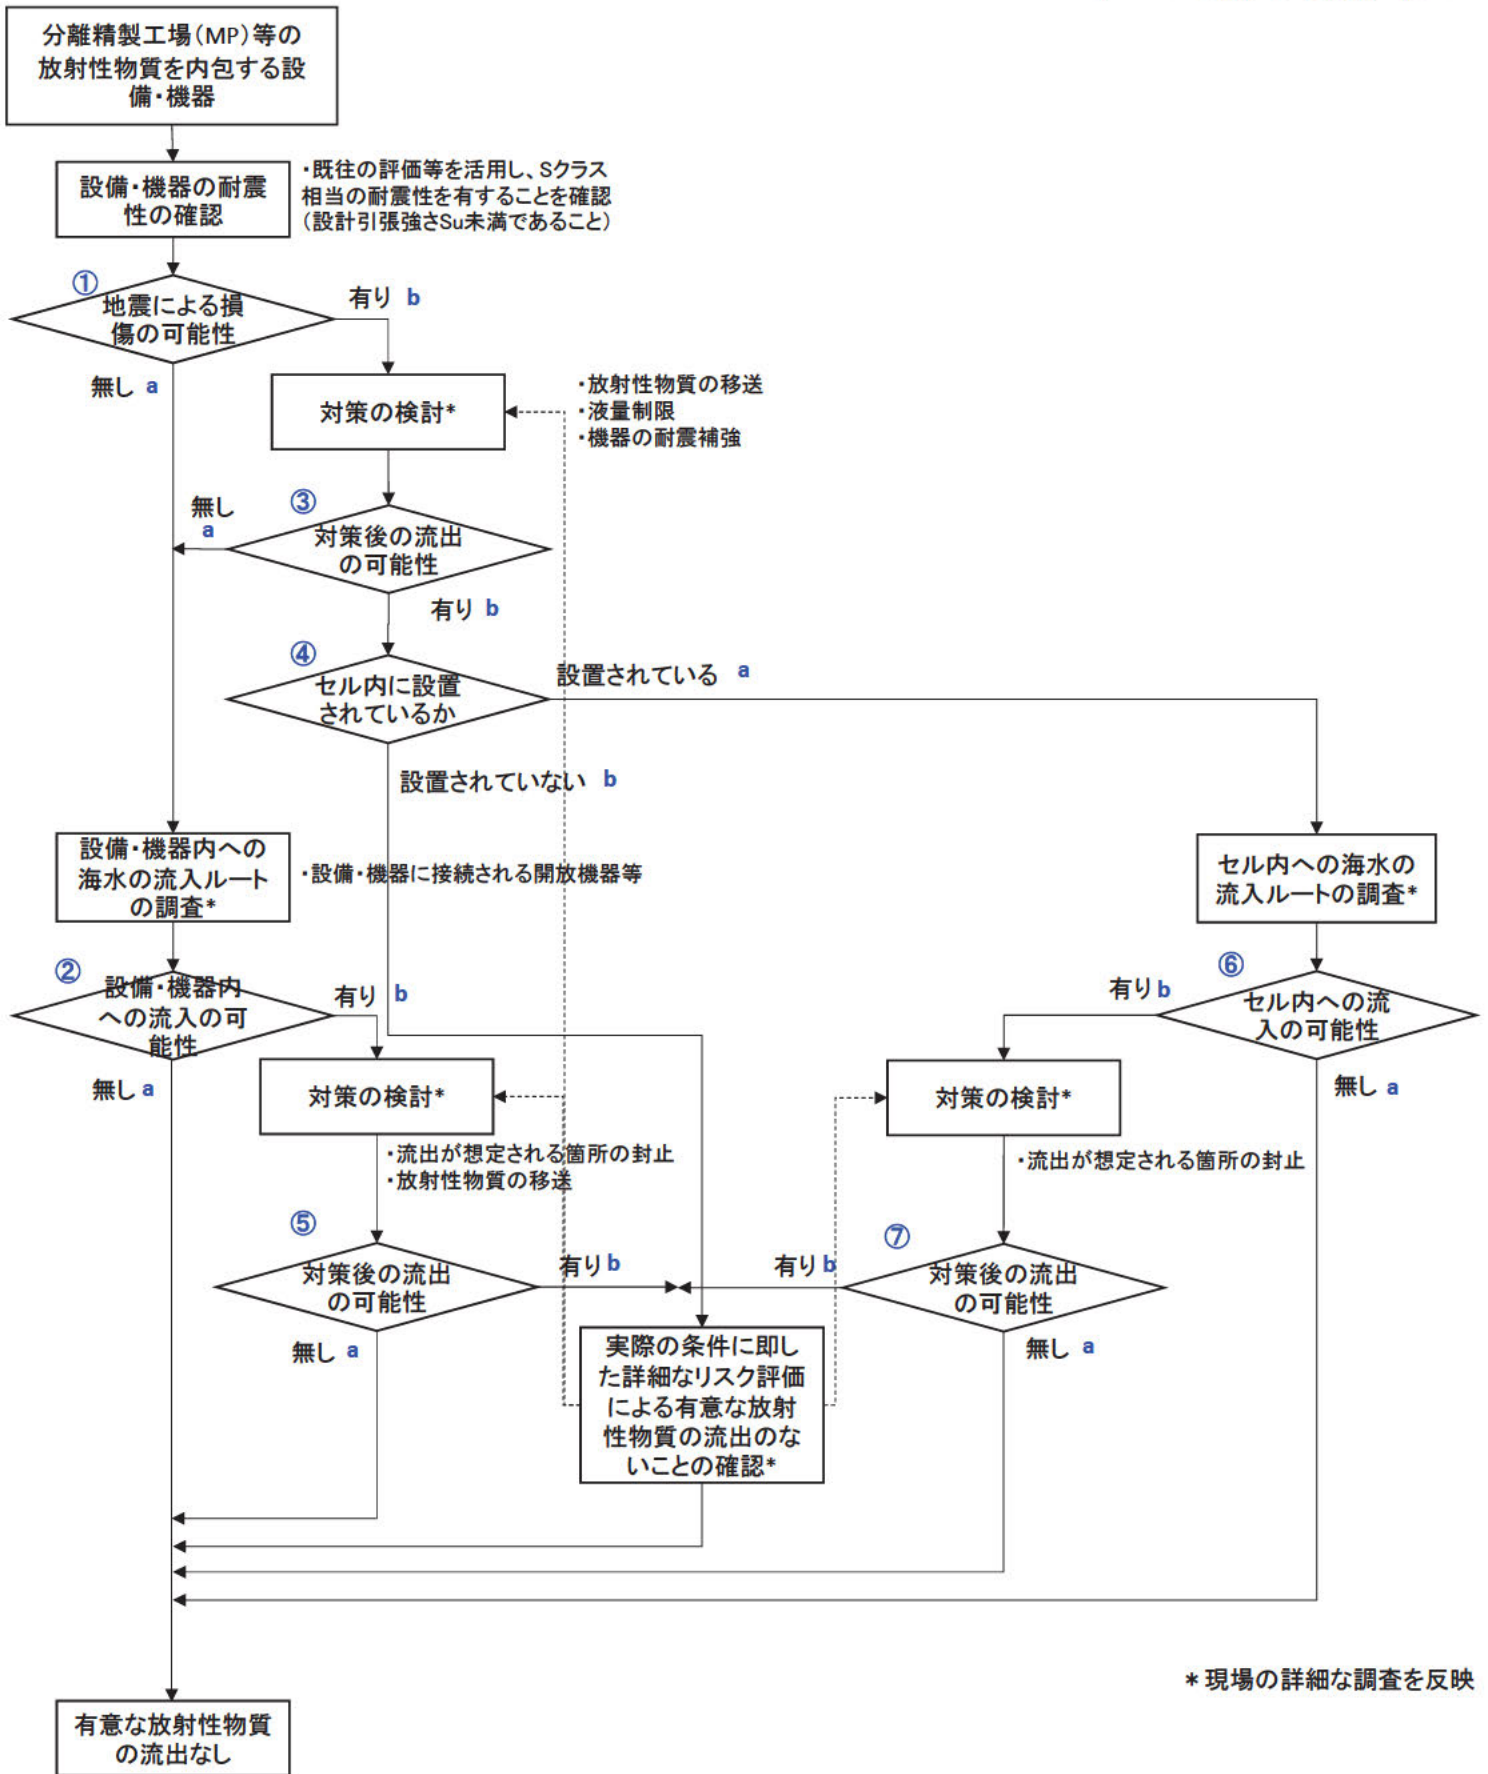 分離精製工場(MP)等の
放射性物質を内包する設
備・機器
設備・機器の耐震
性の確認
・既往の評価等を活用し、Sクラス
相当の耐震性を有することを確認
(設計引張強さSu未満であること)
①
地震による損
傷の可能性
有り b
無し a
対策の検討*
・放射性物質の移送
・液量制限
・機器の耐震補強
③
無し
a
対策後の流出
の可能性
有り b
④
セル内に設置
されているか
設置されている a
設置されていない b
設備・機器内への
海水の流入ルート
の調査*
・設備・機器に接続される開放機器等
セル内への海水の
流入ルートの調査*
②
設備・機器内
への流入の可
能性
有り b
無し a
⑥
セル内への流
入の可能性
有り b
無し a
対策の検討*
・流出が想定される箇所の封止
・放射性物質の移送
対策の検討*
・流出が想定される箇所の封止
⑤
対策後の流出
の可能性
有り b
無し a
⑦
対策後の流出
の可能性
有り b
無し a
実際の条件に即し
た詳細なリスク評価
による有意な放射
性物質の流出のな
いことの確認*
*現場の詳細な調査を反映
有意な放射性物質
の流出なし